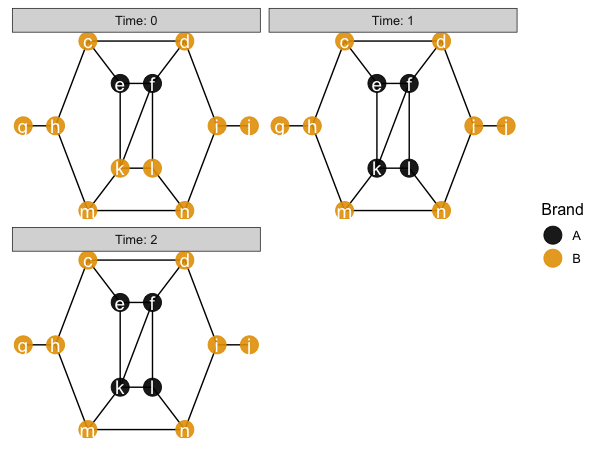 Time: 0
c d
e f
g h i j
k l
m n
Time: 1
c d
e f
g h i j
k l
m n
Brand
A
B
Time: 2
c d
e f
g h i j
k l
m n